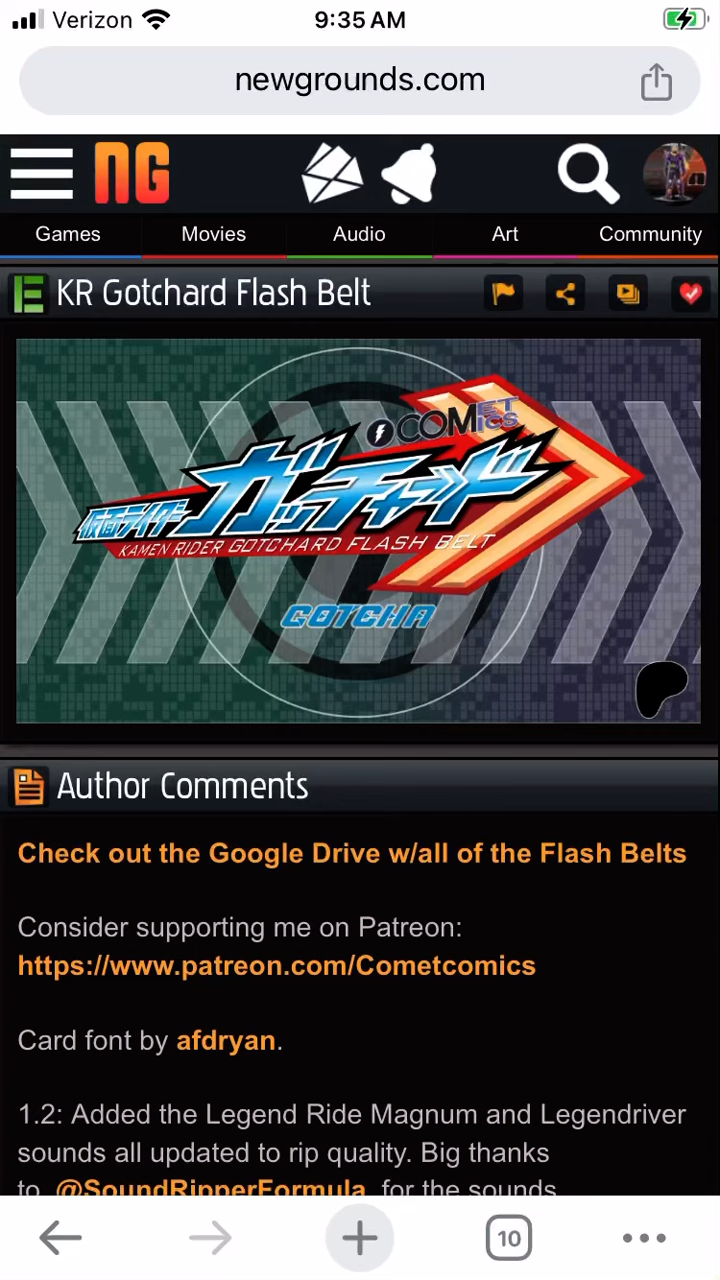 Verizon 9:35 AM
newgrounds.com
NG
Games Movies Audio Art Community
E KR Gotchard Flash Belt
COMET
MICS
仮面ライダー
ガッチャード
KAMEN RIDER GOTCHARD FLASH BELT
GOTCHA
Author Comments
Check out the Google Drive w/all of the Flash Belts
Consider supporting me on Patreon:
https://www.patreon.com/Cometcomics
Card font by afdryan.
1.2: Added the Legend Ride Magnum and Legendriver
sounds all updated to rip quality. Big thanks
to @SoundRipperFormula for the sounds
10